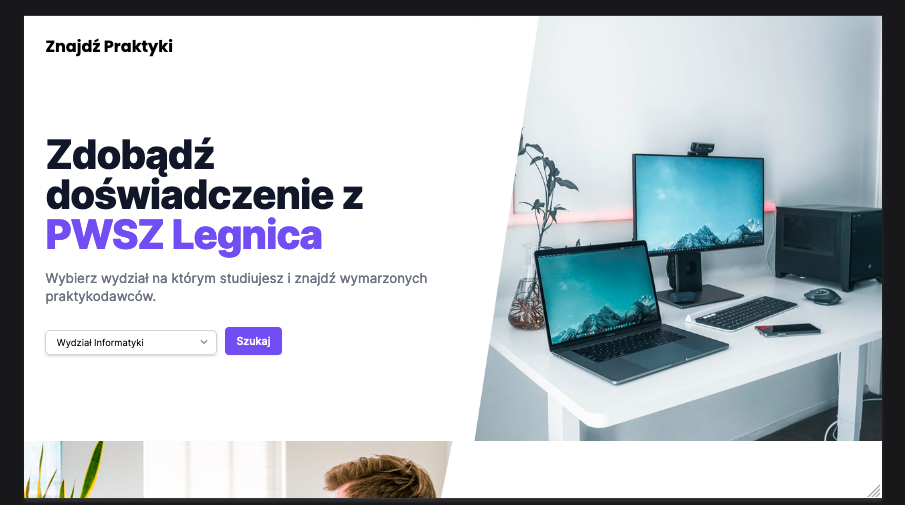 Znajdź Praktyki
Zdobądź
doświadczenie z
PWSZ Legnica
Wybierz wydział na którym studiujesz i znajdź wymarzonych
praktykodawców.
Wydział Informatyki
Szukaj